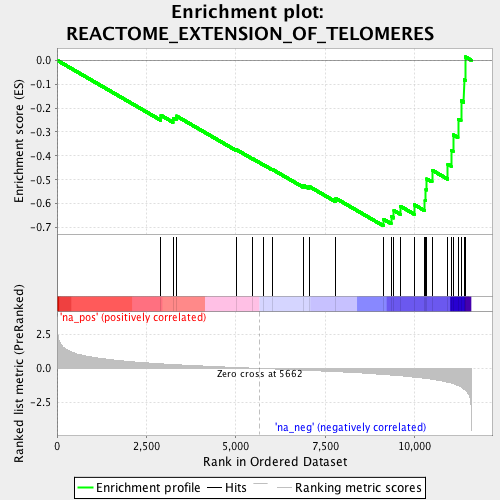 Enrichment plot:
REACTOME_EXTENSION_OF_TELOMERES
Enrichment score (ES)
0.0
-0.1
-0.2
-0.3
-0.4
-0.5
-0.6
-0.7
'na_pos' (positively correlated)
Ranked list metric (PreRanked)
2.5
0.0
-2.5
Zero cross at 5662
'na_neg' (negatively correlated)
0
2,500
5,000
7,500
10,000
Rank in Ordered Dataset
Enrichment profile
Hits
Ranking metric scores